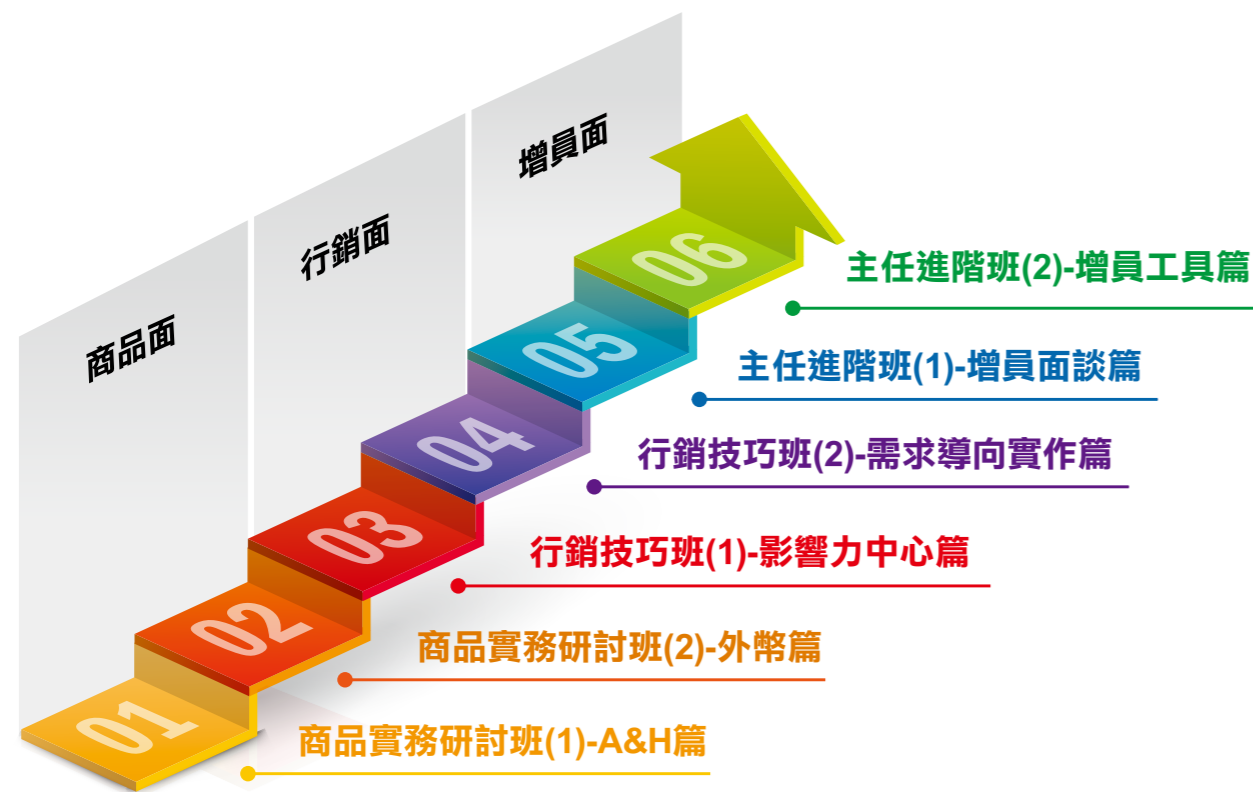 增員面
行銷面
商品面
06
主任進階班(2)-增員工具篇
05
主任進階班(1)-增員面談篇
04
行銷技巧班(2)-需求導向實作篇
03
行銷技巧班(1)-影響力中心篇
02
商品實務研討班(2)-外幣篇
01
商品實務研討班(1)-A&H篇